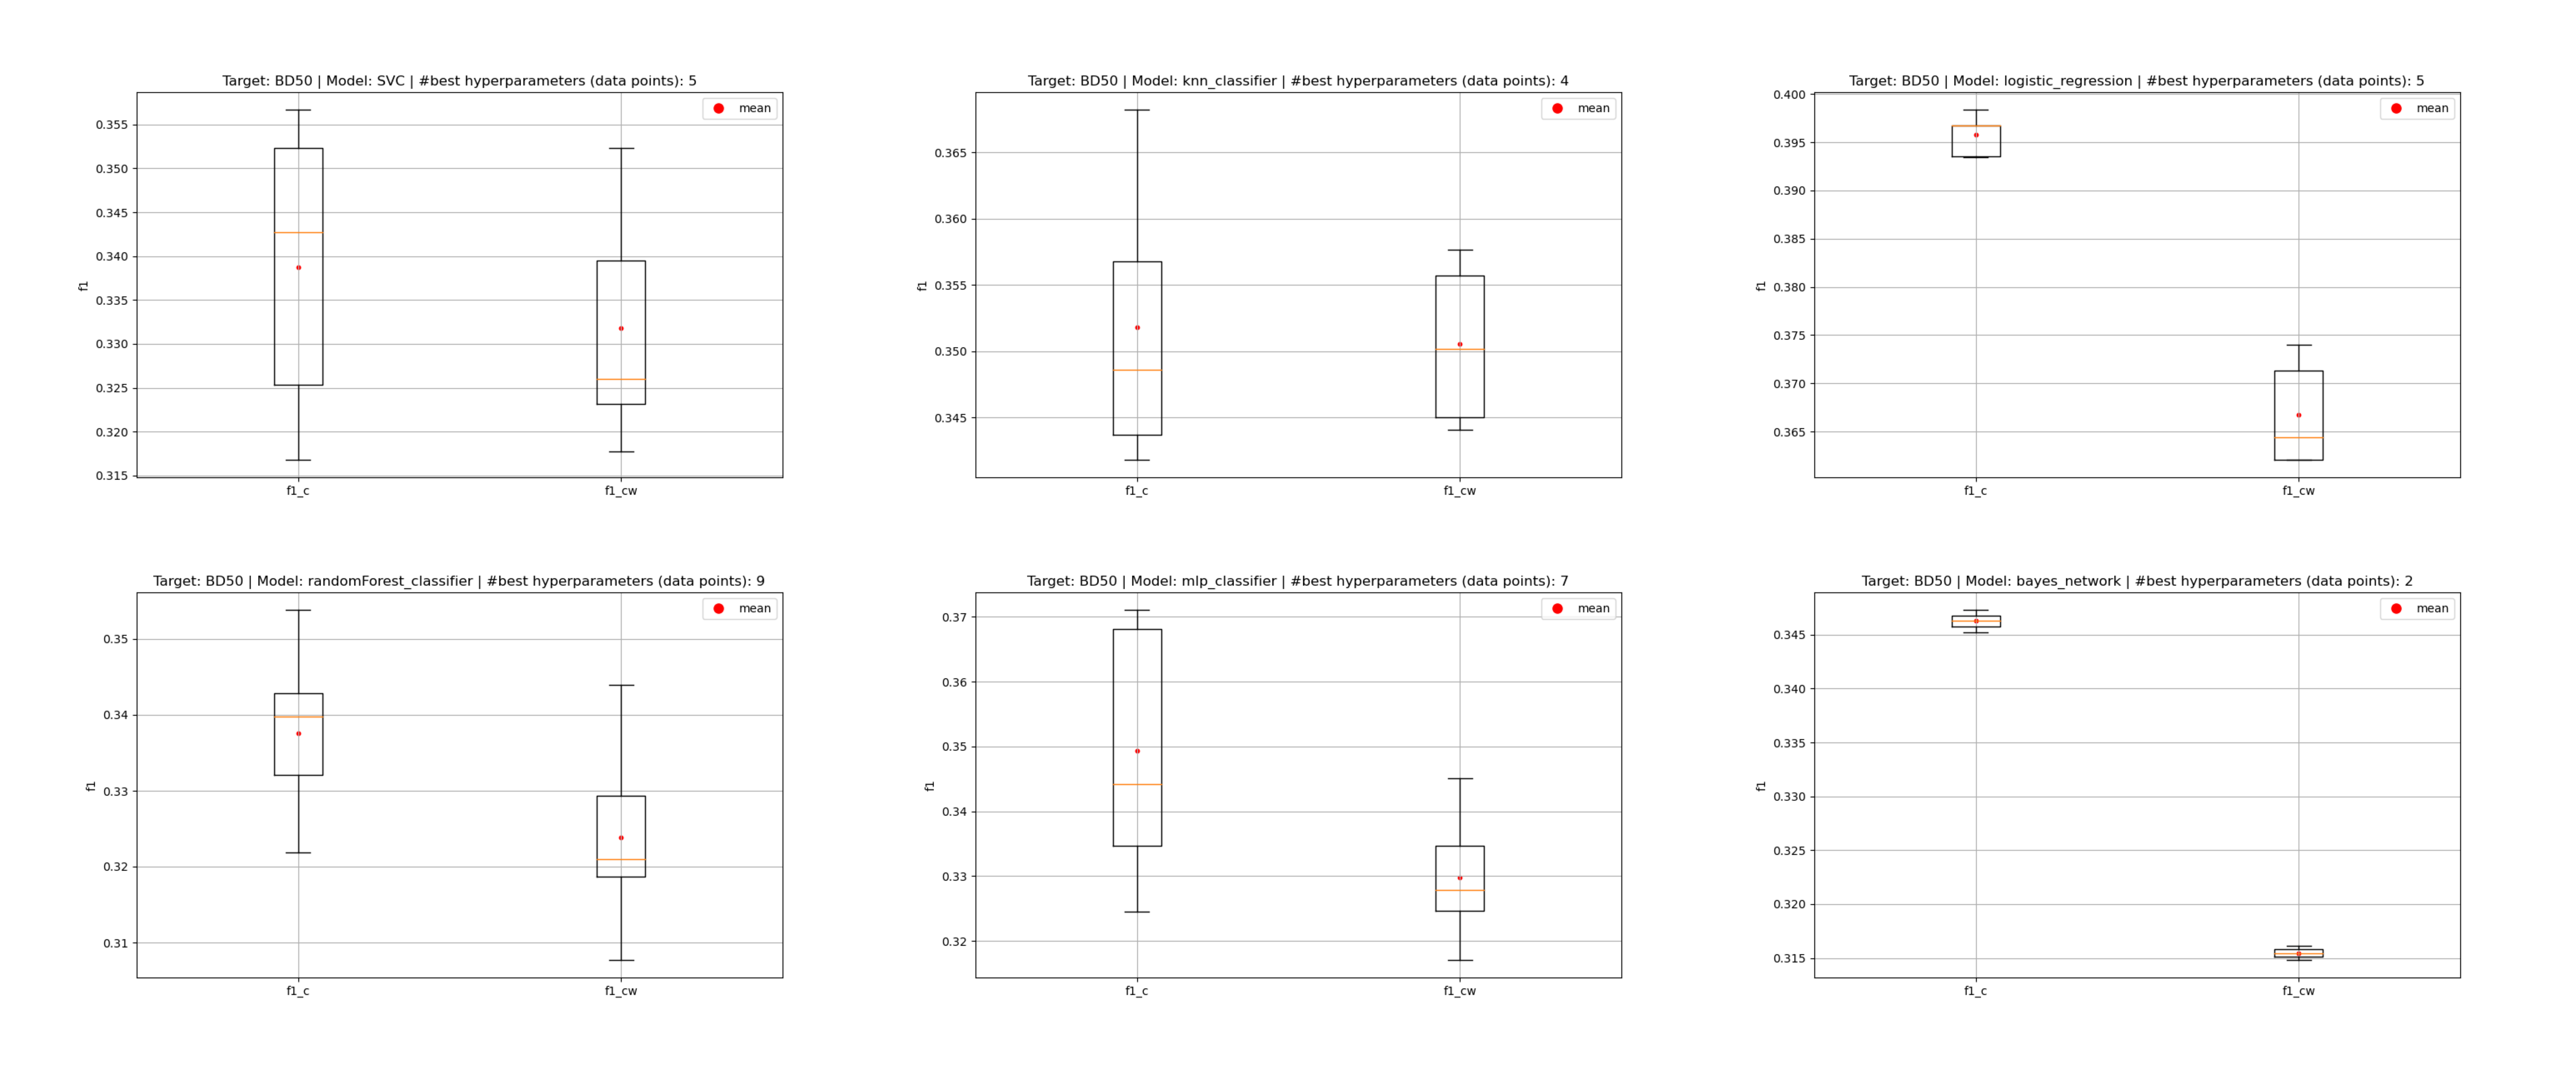 Target: BD50 | Model: SVC | #best hyperparameters (data points): 5
mean
0.355
0.350
0.345
0.340
0.335
0.330
0.325
0.320
0.315
f1
f1_c
f1_cw
Target: BD50 | Model: knn_classifier | #best hyperparameters (data points): 4
mean
0.365
0.360
0.355
0.350
0.345
f1
f1_c
f1_cw
Target: BD50 | Model: logistic_regression | #best hyperparameters (data points): 5
mean
0.400
0.395
0.390
0.385
0.380
0.375
0.370
0.365
f1
f1_c
f1_cw
Target: BD50 | Model: randomForest_classifier | #best hyperparameters (data points): 9
mean
0.35
0.34
0.33
0.32
0.31
f1
f1_c
f1_cw
Target: BD50 | Model: mlp_classifier | #best hyperparameters (data points): 7
mean
0.37
0.36
0.35
0.34
0.33
0.32
f1
f1_c
f1_cw
Target: BD50 | Model: bayes_network | #best hyperparameters (data points): 2
mean
0.345
0.340
0.335
0.330
0.325
0.320
0.315
f1
f1_c
f1_cw